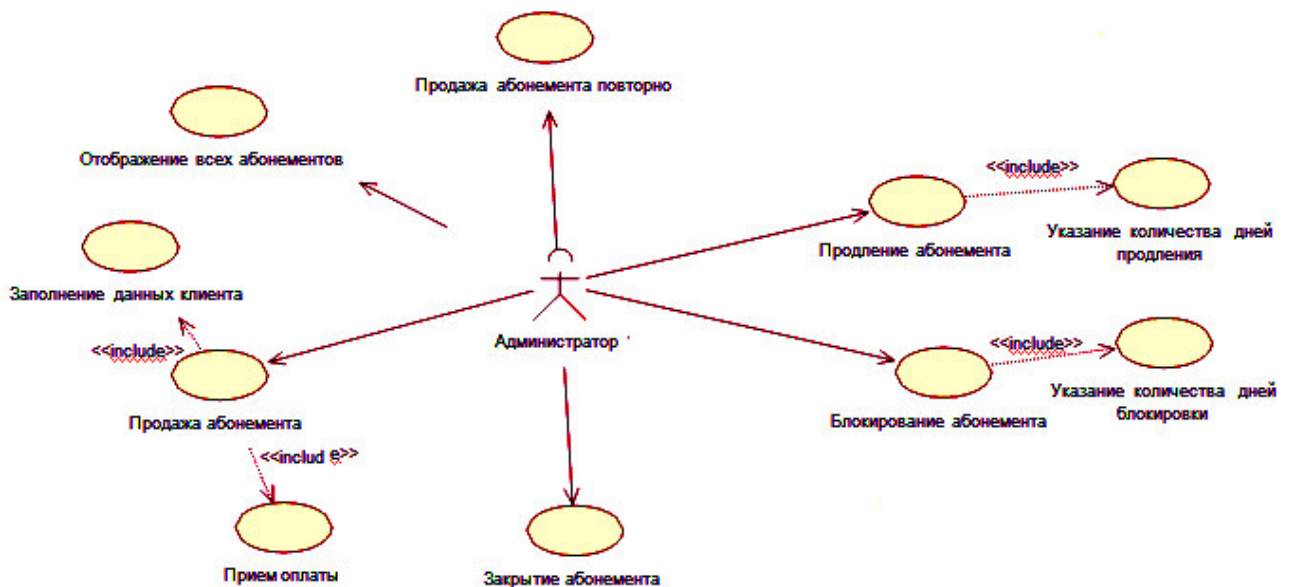 Продажа абонемента повторно
Отображение всех абонементов
<<include>>
Продление абонемента
Указание количества дней
продления
Заполнение данных клиента
<<include>>
Администратор
<<include>>
Продажа абонемента
Блокирование абонемента
Указание количества дней
блокировки
<<includ e>>
Прием оплаты
Закрытие абонемента